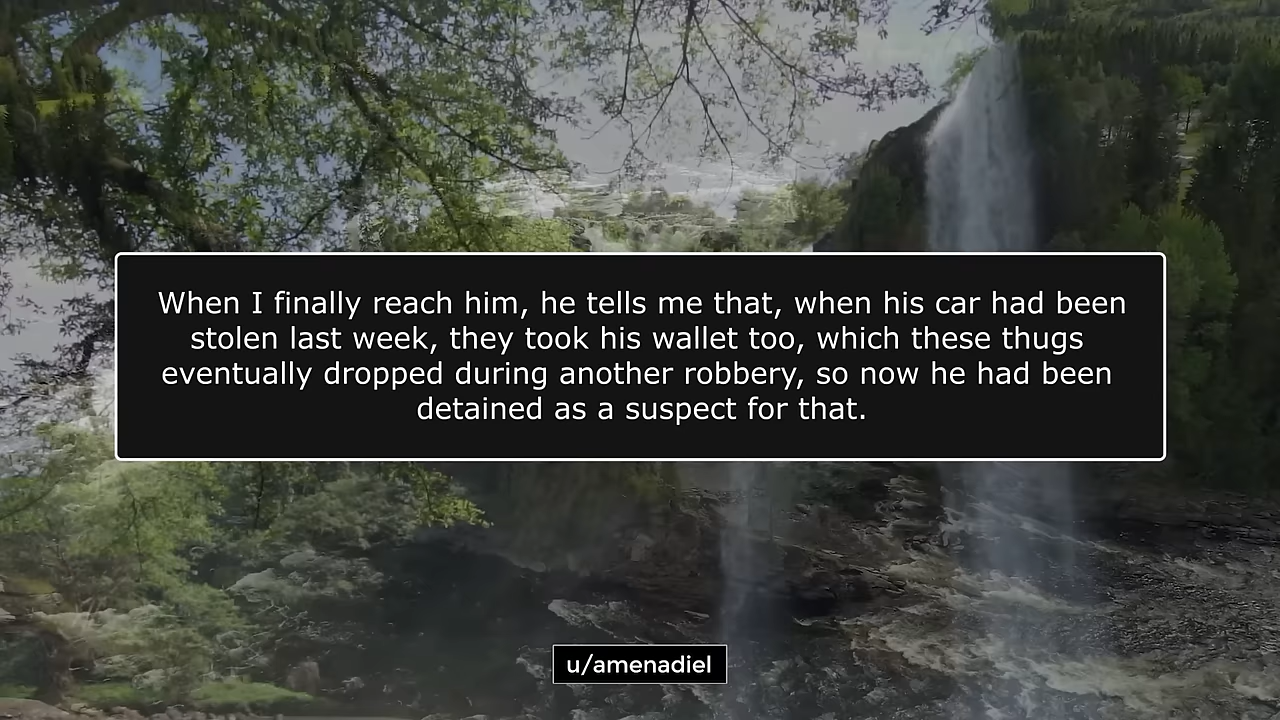 When I finally reach him, he tells me that, when his car had been
stolen last week, they took his wallet too, which these thugs
eventually dropped during another robbery, so now he had been
detained as a suspect for that.
u/amenadiel